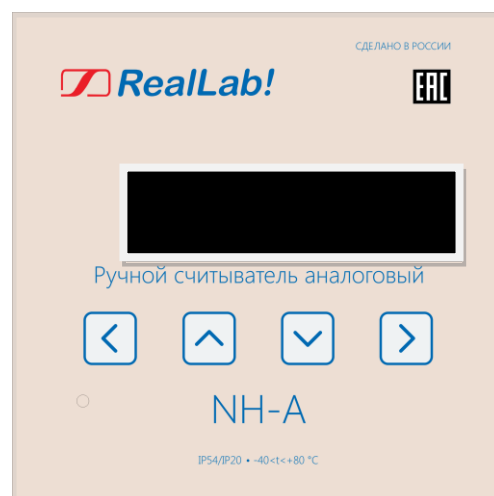 СДЕЛАНО В РОССИИ
RealLab!
EAC
Ручной считыватель аналоговый
NH-A
IP54/IP20 • -40<t<+80 °C